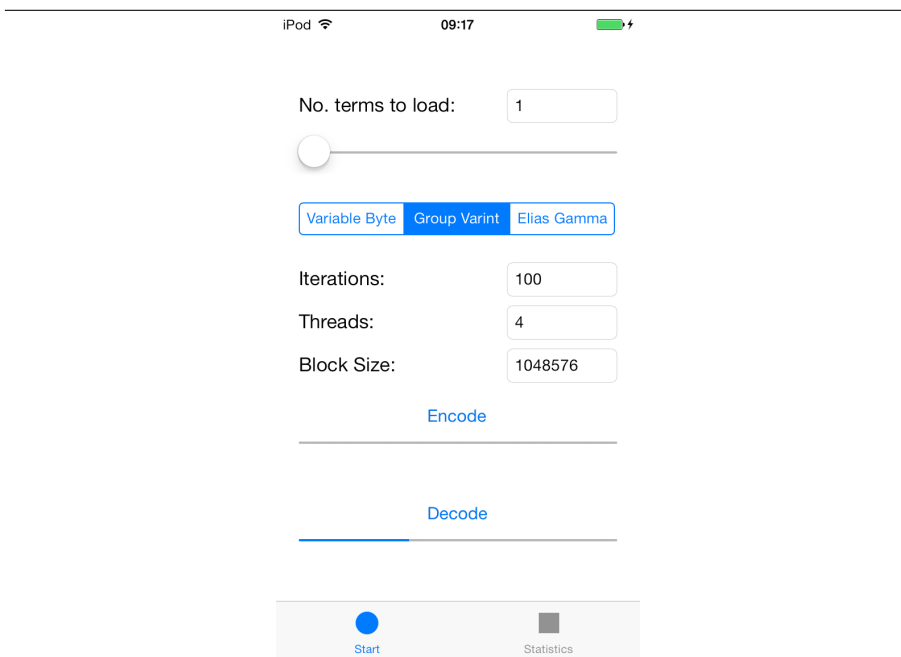 iPod 09:17
No. terms to load: 1
Variable Byte Group Varint Elias Gamma
Iterations: 100
Threads: 4
Block Size: 1048576
Encode
Decode
Start Statistics